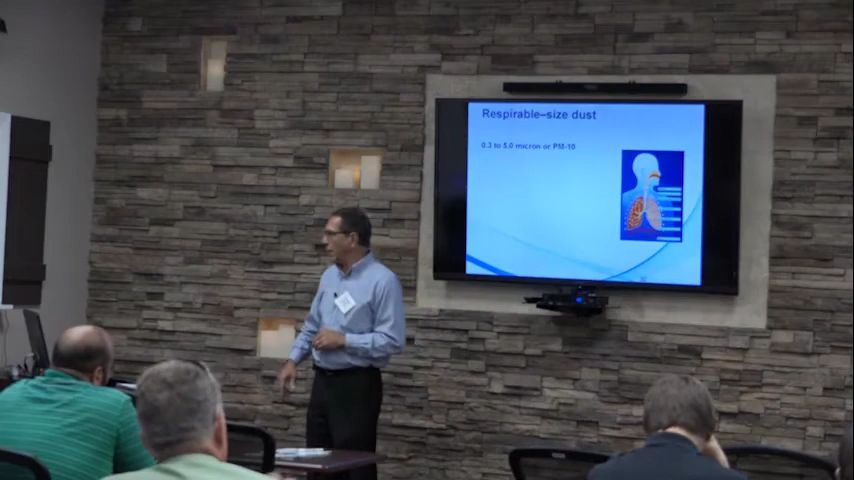 Respirable–size dust
0.3 to 5.0 micron or PM-10